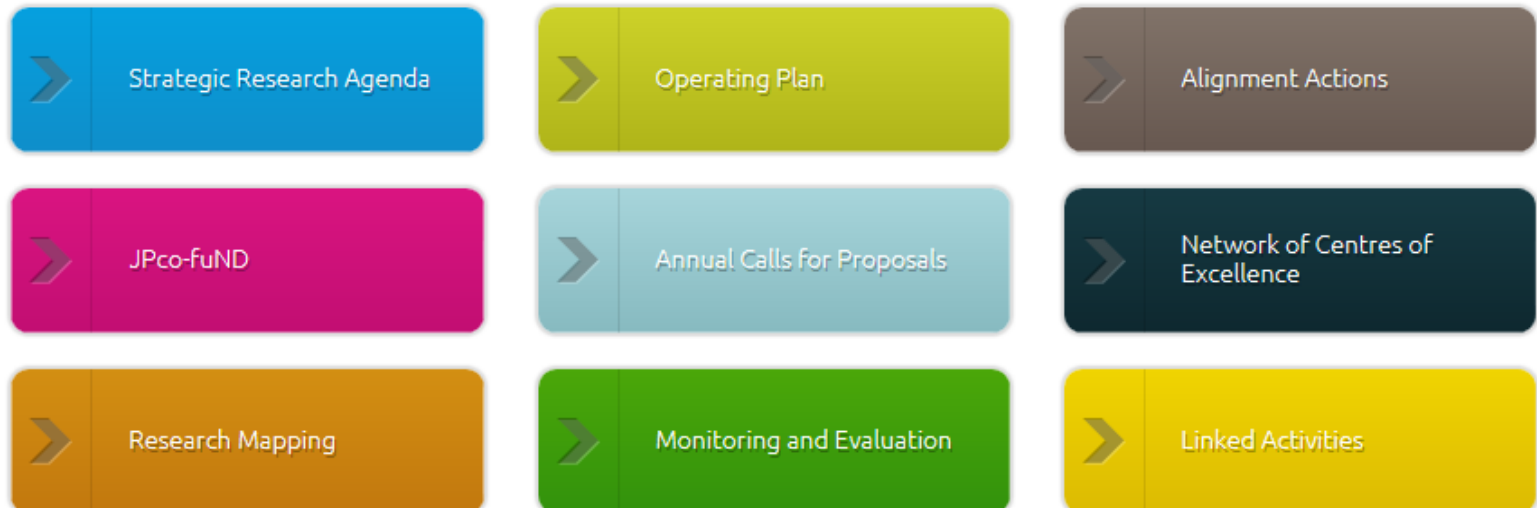 Strategic Research Agenda
Operating Plan
Alignment Actions
JPco-fuND
Annual Calls for Proposals
Network of Centres of
Excellence
Research Mapping
Monitoring and Evaluation
Linked Activities